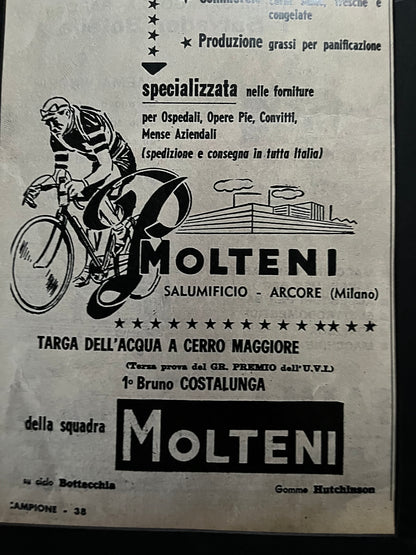 congelate
★ Produzione grassi per panificazione
specializzata nelle forniture
per Ospedali, Opere Pie, Convitti,
Mense Aziendali
(spedizione e consegna in tutta Italia)
P. MOLTENI
SALUMIFICIO - ARCORE (Milano)
TARGA DELL'ACQUA A CERRO MAGGIORE
(Terza prova del GR. PREMIO dell'U.V.I.)
1º Bruno COSTALUNGA
della squadra MOLTENI
su ciclo Bottecchia Gomme Hutchinson
CAMPIONE - 38